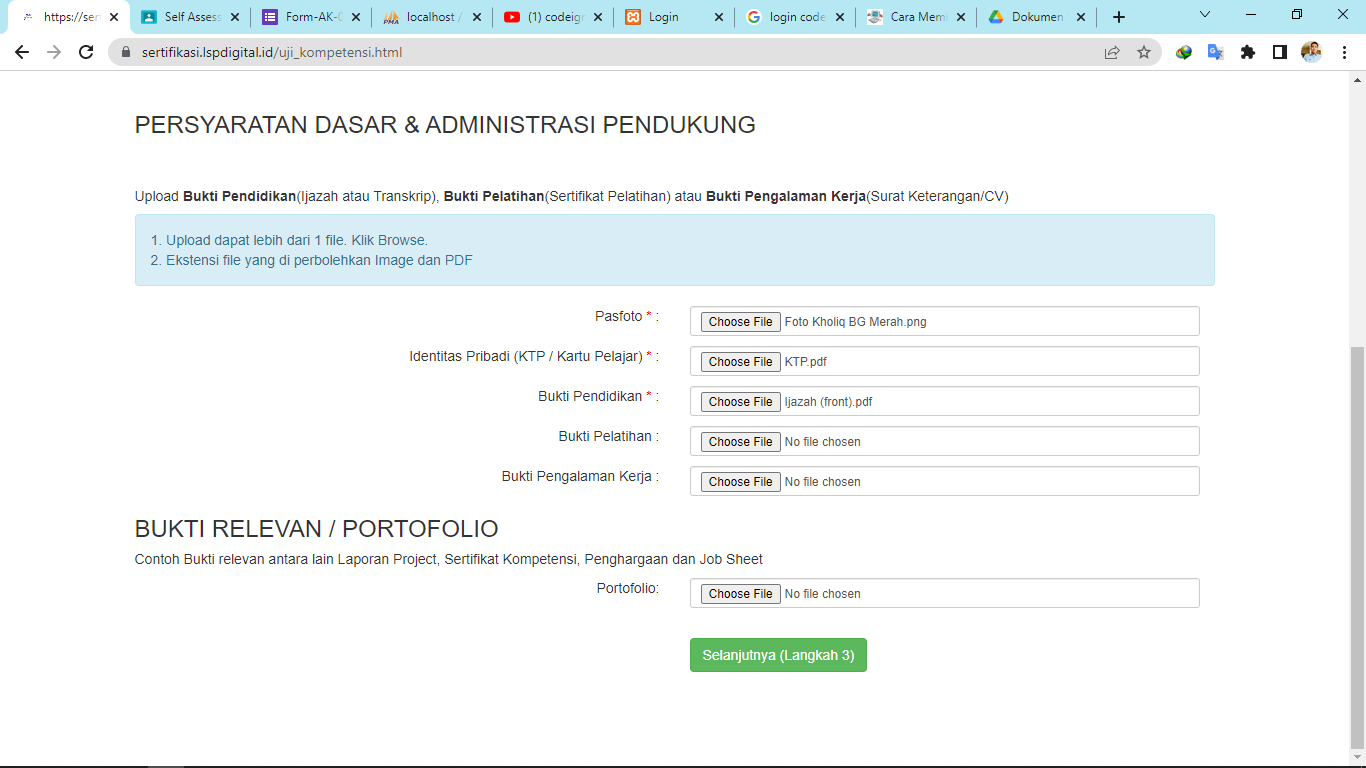 https://ser
Self Assess
Form-AK-0
localhost /
(1) codeign
Login
login code
Cara Mem
Dokumen
sertifikasi.lspdigital.id/uji_kompetensi.html
PERSYARATAN DASAR & ADMINISTRASI PENDUKUNG
Upload Bukti Pendidikan(Ijazah atau Transkrip), Bukti Pelatihan(Sertifikat Pelatihan) atau Bukti Pengalaman Kerja(Surat Keterangan/CV)
1. Upload dapat lebih dari 1 file. Klik Browse.
2. Ekstensi file yang di perbolehkan Image dan PDF
Pasfoto * : Choose File Foto Kholiq BG Merah.png
Identitas Pribadi (KTP / Kartu Pelajar) * : Choose File KTP.pdf
Bukti Pendidikan * : Choose File Ijazah (front).pdf
Bukti Pelatihan : Choose File No file chosen
Bukti Pengalaman Kerja : Choose File No file chosen
BUKTI RELEVAN / PORTOFOLIO
Contoh Bukti relevan antara lain Laporan Project, Sertifikat Kompetensi, Penghargaan dan Job Sheet
Portofolio: Choose File No file chosen
Selanjutnya (Langkah 3)